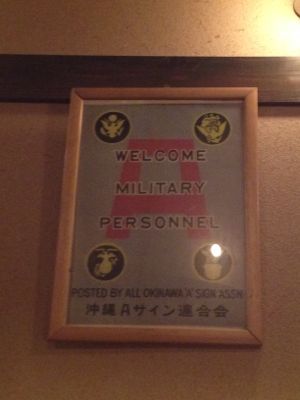 A
WELCOME
MILITARY
PERSONNEL
POSTED BY ALL OKINAWA "A" SIGN ASSN
沖縄Aサイン連合会